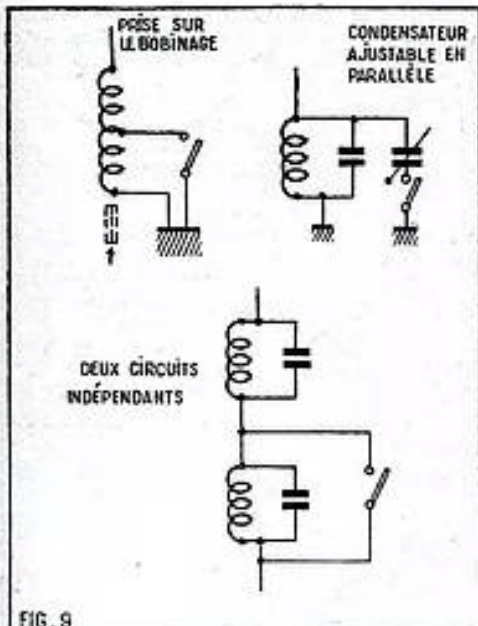 PRISE SUR
LE BOBINAGE
CONDENSATEUR
AJUSTABLE EN
PARALLÈLE
DEUX CIRCUITS
INDÉPENDANTS
FIG. 9